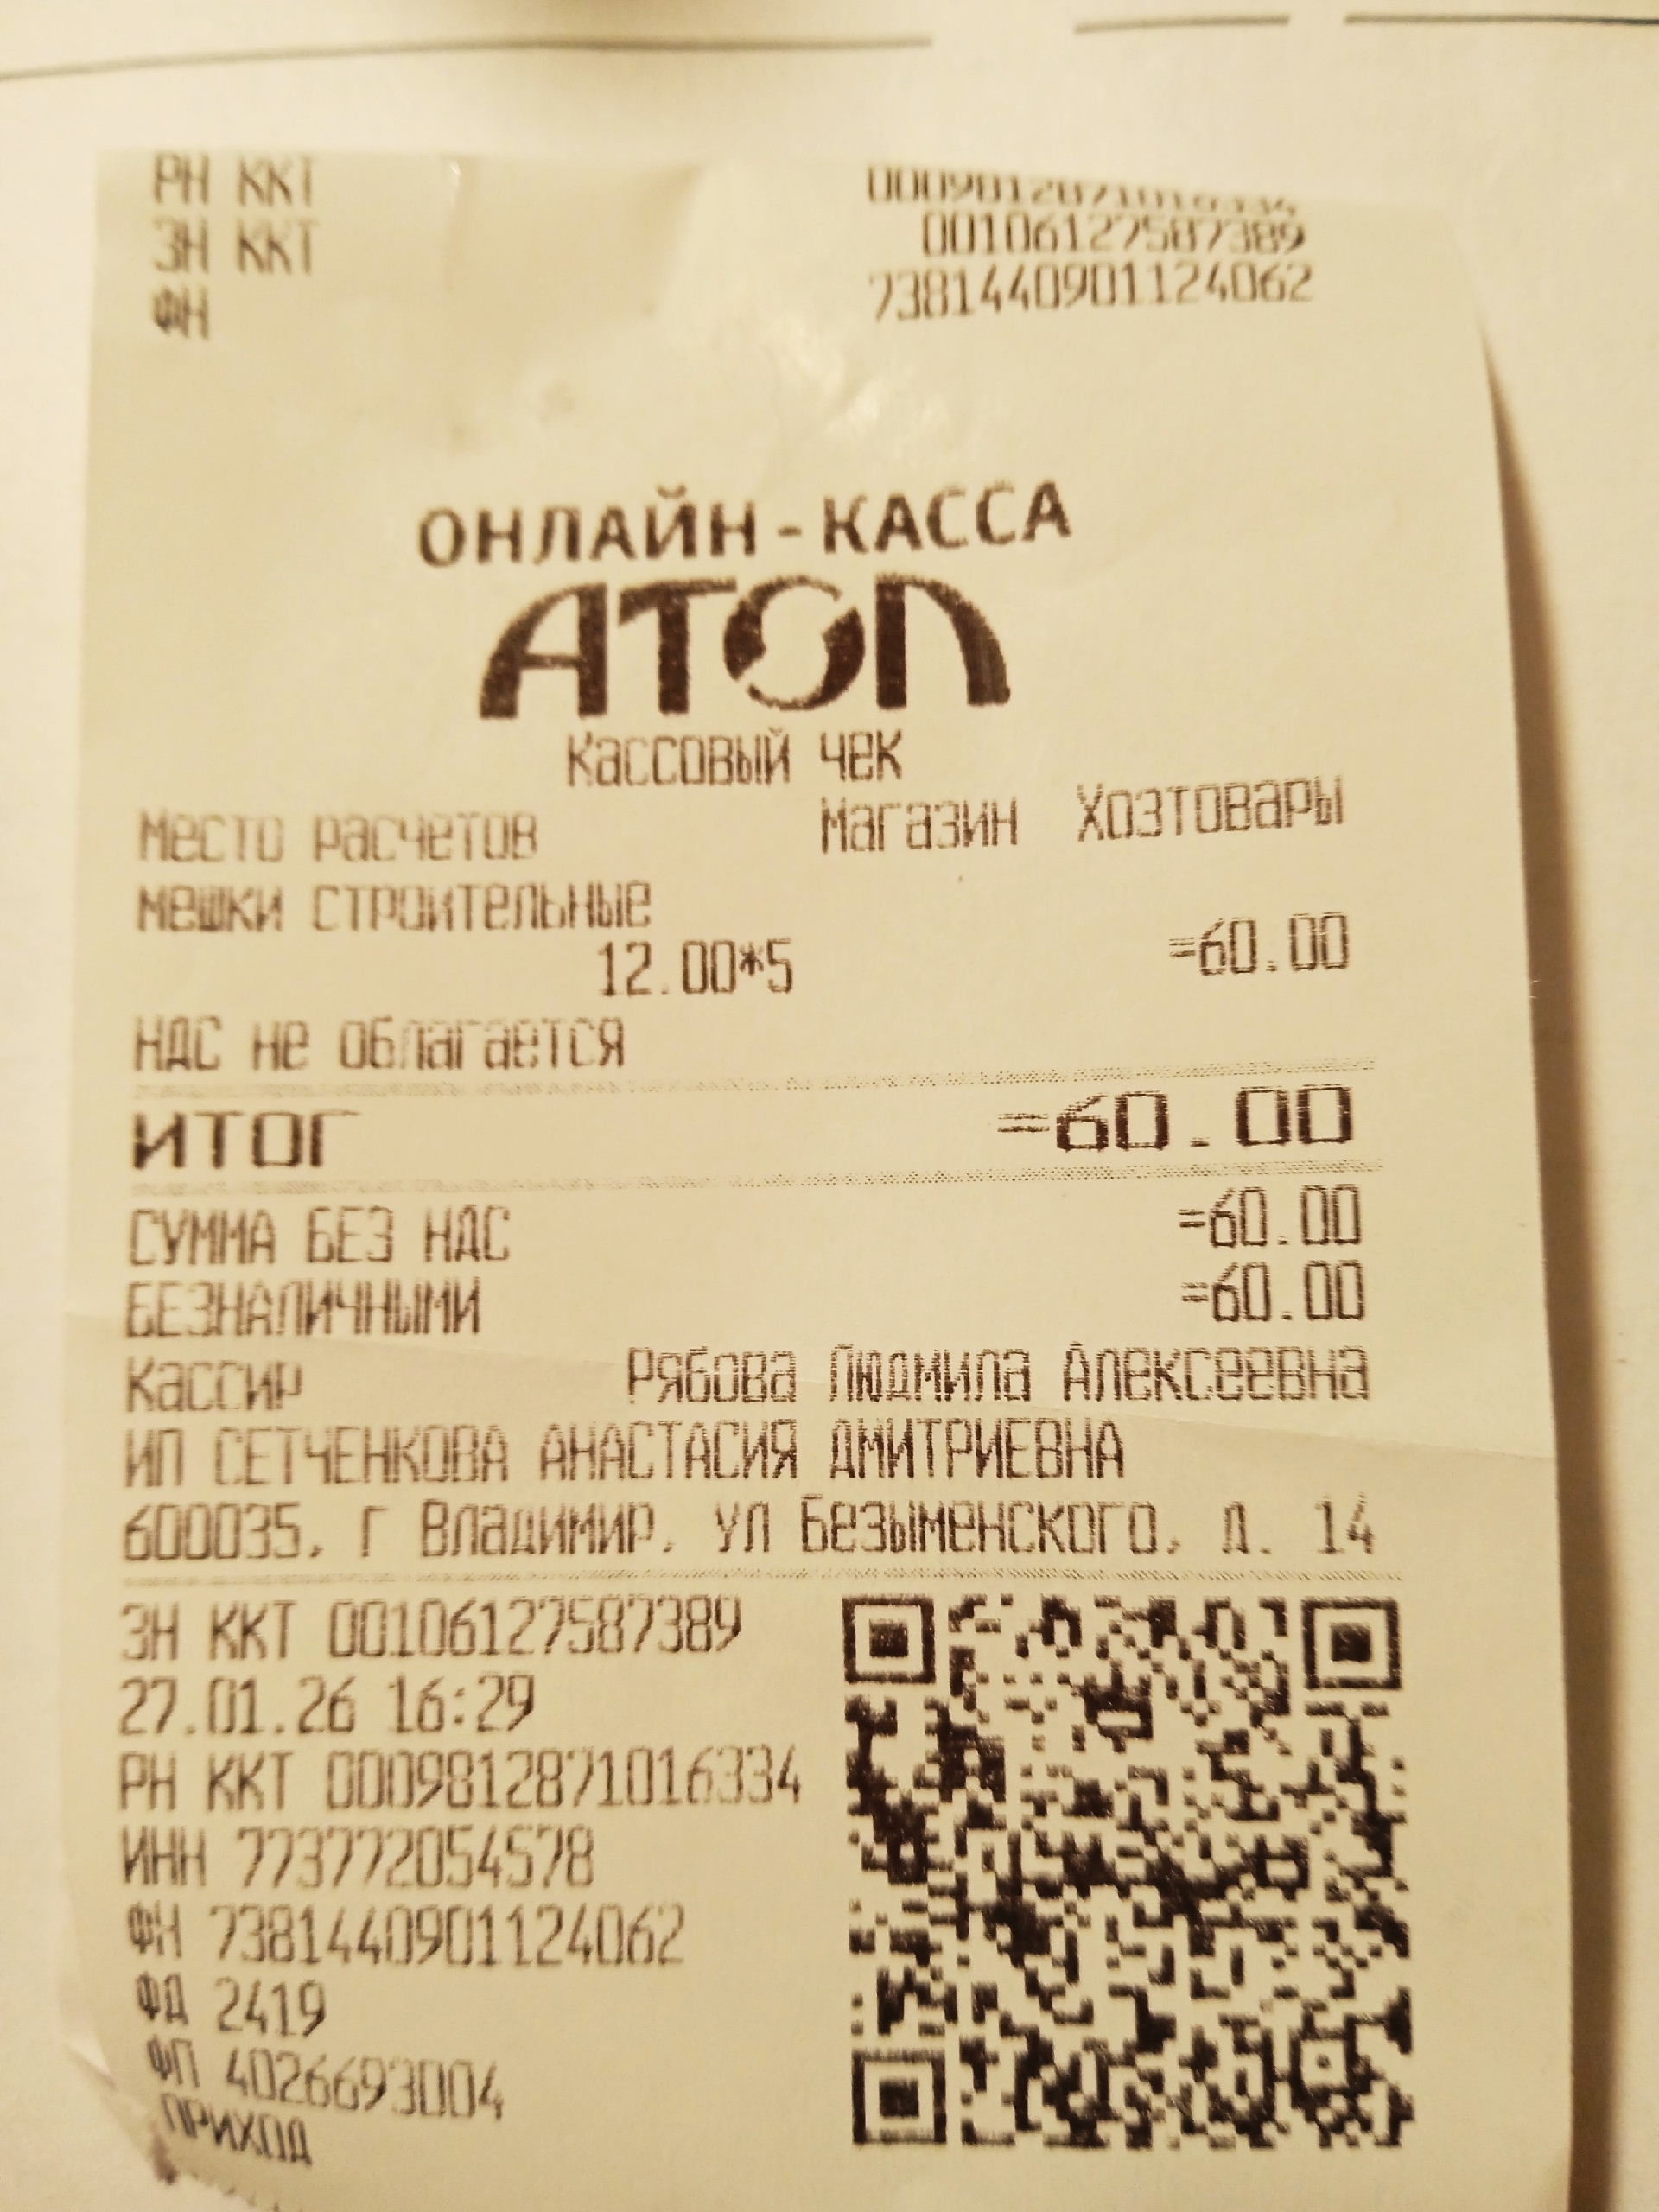 РН ККТ 0009812871016334
ЗН ККТ 00106127587389
ФН 7381440901124062
ОНЛАЙН-КАССА
АТОЛ
Кассовый чек
Место расчетов Магазин Хозтовары
мешки строительные
12.00*5 =60.00
НДС не облагается
ИТОГ =60.00
СУММА БЕЗ НДС =60.00
БЕЗНАЛИЧНЫМИ =60.00
Кассир Рябова Людмила Алексеевна
ИП СЕТЧЕНКОВА АНАСТАСИЯ ДМИТРИЕВНА
600035, г Владимир, ул Безыменского, д. 14
ЗН ККТ 00106127587389
27.01.26 16:29
РН ККТ 0009812871016334
ИНН 773772054578
ФН 7381440901124062
ФД 2419
ФП 4026693004
ПРИХОД